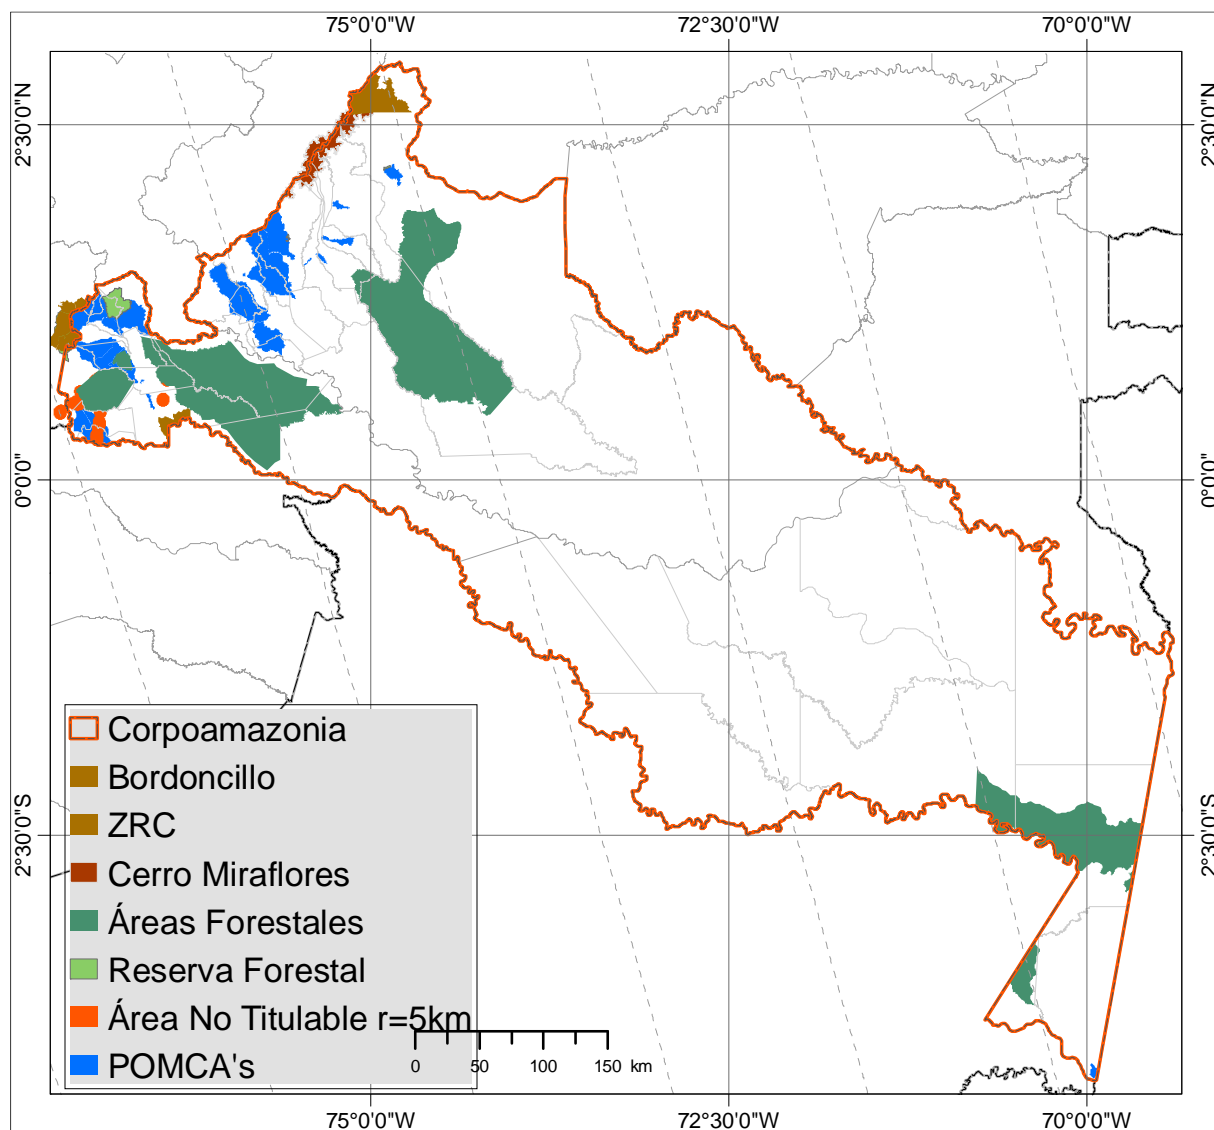 75°0'0"W 72°30'0"W 70°0'0"W
2°30'0"N 2°30'0"N
0°0'0" 0°0'0"
2°30'0"S 2°30'0"S
Corpoamazonia
Bordoncillo
ZRC
Cerro Miraflores
Áreas Forestales
Reserva Forestal
Área No Titulable r=5km
POMCA's
0 50 100 150 km
75°0'0"W 72°30'0"W 70°0'0"W